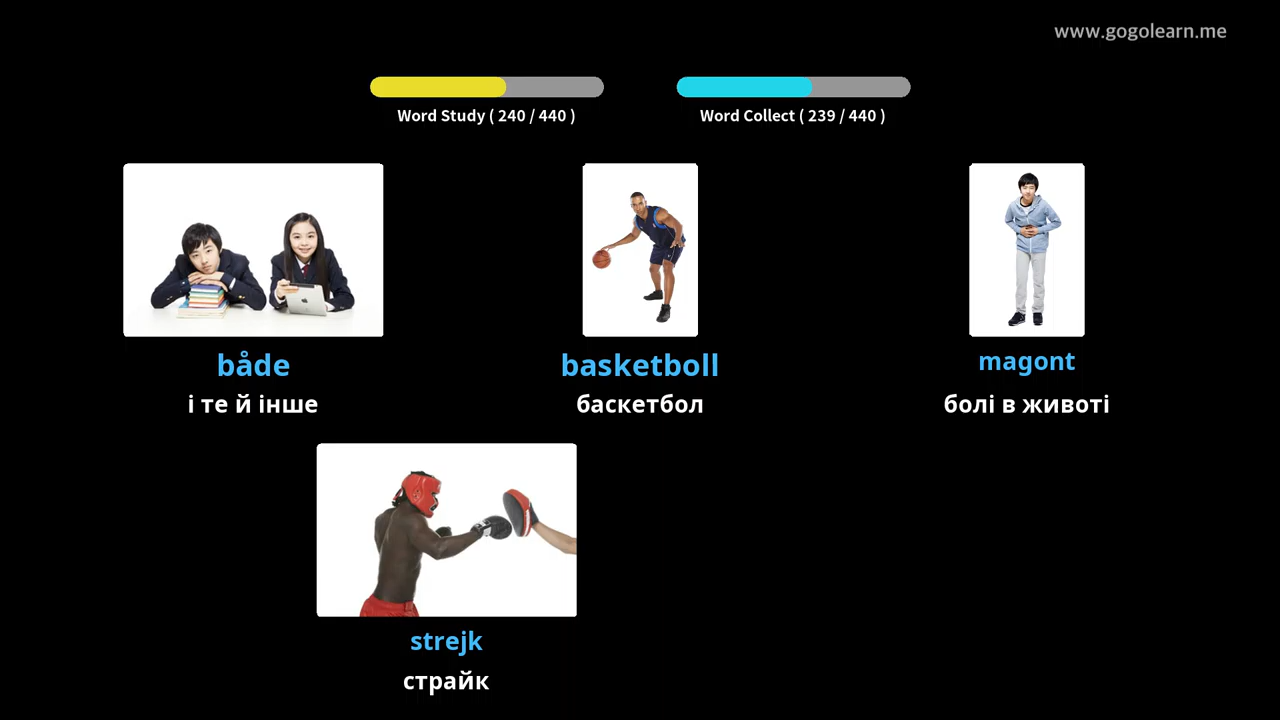 www.gogolearn.me
Word Study ( 240 / 440 )
Word Collect ( 239 / 440 )
både
basketboll
magont
і те й інше
баскетбол
болі в животі
strejk
страйк